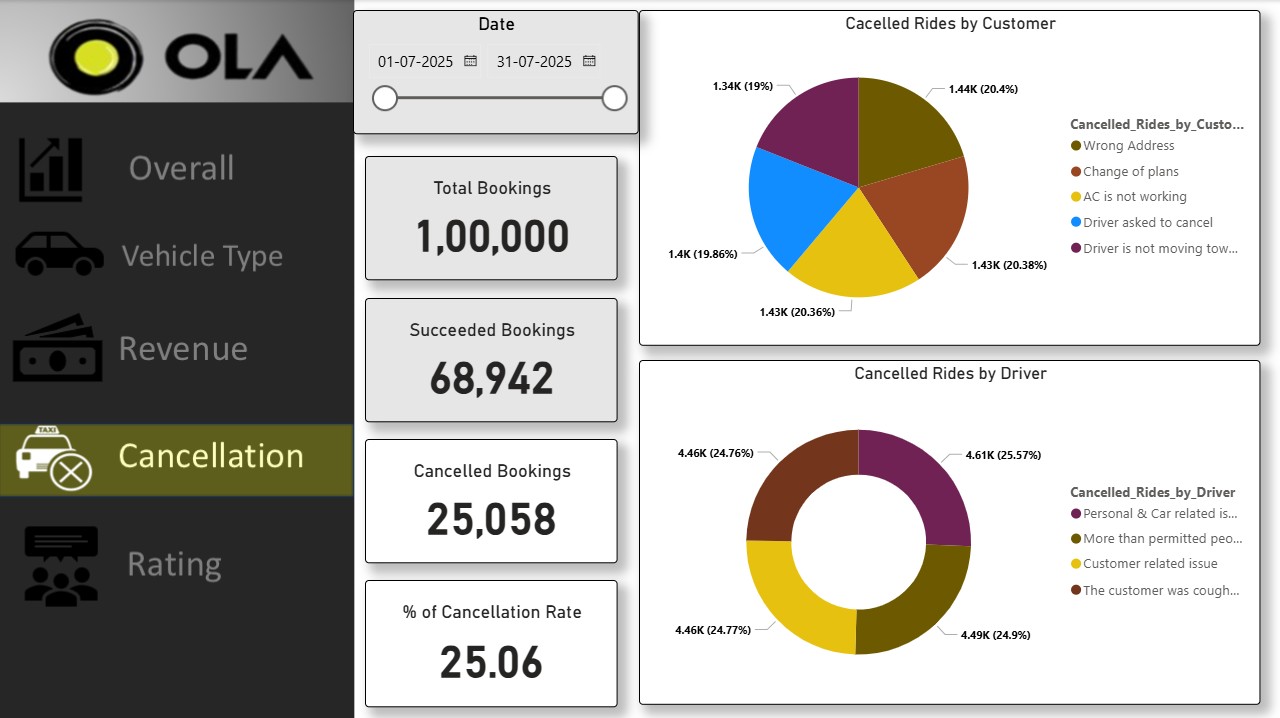 OLA
Overall
Vehicle Type
Revenue
TAXI
Cancellation
Rating
Date
01-07-2025
31-07-2025
Total Bookings
1,00,000
Succeeded Bookings
68,942
Cancelled Bookings
25,058
% of Cancellation Rate
25.06
Cacelled Rides by Customer
1.34K (19%)
1.44K (20.4%)
1.4K (19.86%)
1.43K (20.38%)
1.43K (20.36%)
Cancelled_Rides_by_Custo...
Wrong Address
Change of plans
AC is not working
Driver asked to cancel
Driver is not moving tow...
Cancelled Rides by Driver
4.46K (24.76%)
4.61K (25.57%)
4.46K (24.77%)
4.49K (24.9%)
Cancelled_Rides_by_Driver
Personal & Car related is...
More than permitted peo...
Customer related issue
The customer was cough...